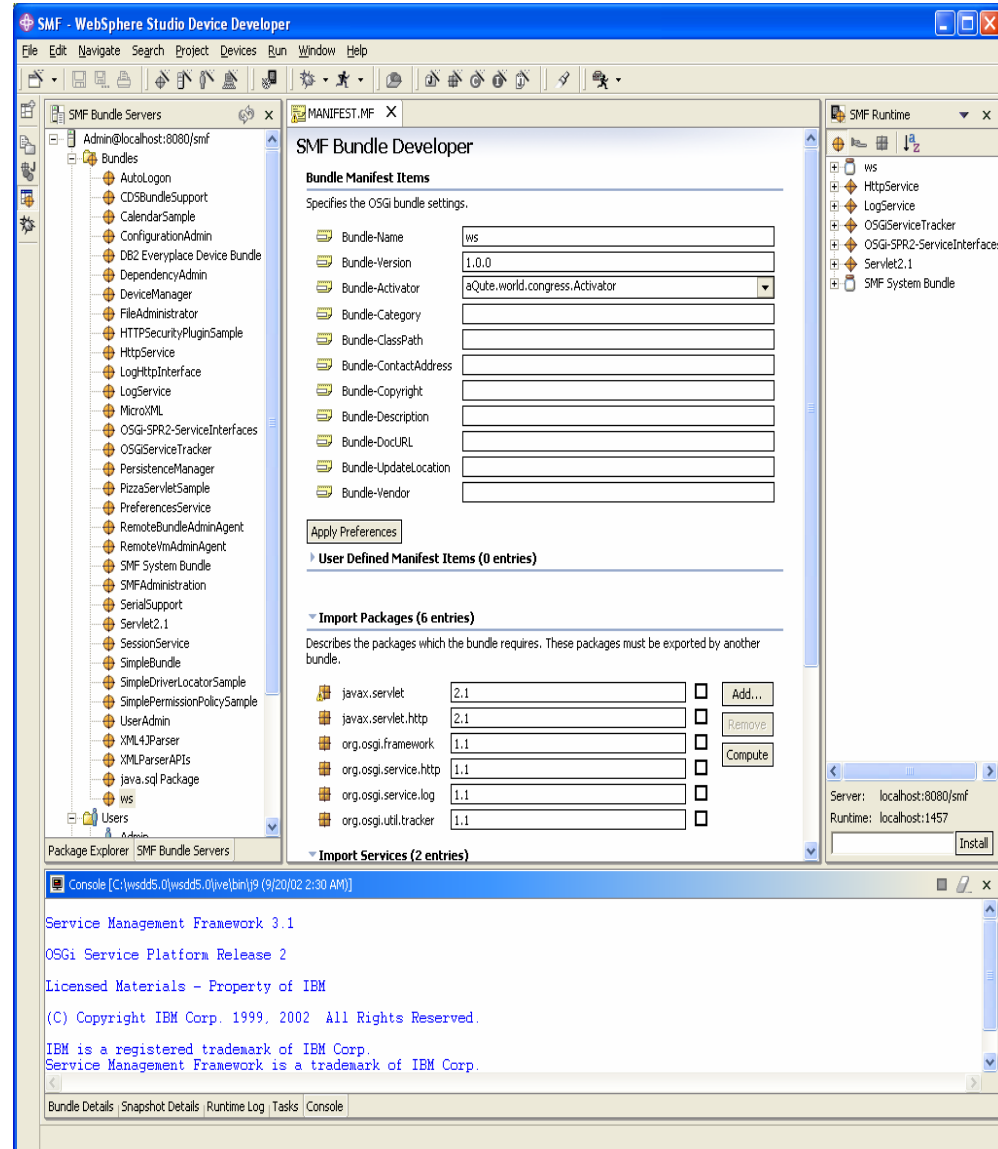 SMF - WebSphere Studio Device Developer
File Edit Navigate Search Project Devices Run Window Help
SMF Bundle Servers
Admin@localhost:8080/smf
Bundles
AutoLogon
CDSBundleSupport
CalendarSample
ConfigurationAdmin
DB2 Everyplace Device Bundle
DependencyAdmin
DeviceManager
FileAdministrator
HTTPSecurityPluginSample
HttpService
LogHttpInterface
LogService
MicroXML
OSGi-SPR2-ServiceInterfaces
OSGiServiceTracker
PersistenceManager
PizzaServletSample
PreferencesService
RemoteBundleAdminAgent
RemoteVmAdminAgent
SMF System Bundle
SMFAdministration
SerialSupport
Servlet2.1
SessionService
SimpleBundle
SimpleDriverLocatorSample
SimplePermissionPolicySample
UserAdmin
XML4JParser
XMLParserAPIs
java.sql Package
ws
Users
Admin
Package Explorer SMF Bundle Servers
MANIFEST.MF
SMF Bundle Developer
Bundle Manifest Items
Specifies the OSGi bundle settings.
Bundle-Name ws
Bundle-Version 1.0.0
Bundle-Activator aQute.world.congress.Activator
Bundle-Category
Bundle-ClassPath
Bundle-ContactAddress
Bundle-Copyright
Bundle-Description
Bundle-DocURL
Bundle-UpdateLocation
Bundle-Vendor
Apply Preferences
User Defined Manifest Items (0 entries)
Import Packages (6 entries)
Describes the packages which the bundle requires. These packages must be exported by another
bundle.
javax.servlet 2.1 Add...
javax.servlet.http 2.1 Remove
org.osgi.framework 1.1
Compute
org.osgi.service.http 1.1
org.osgi.service.log 1.1
org.osgi.util.tracker 1.1
Import Services (2 entries)
SMF Runtime
ws
HttpService
LogService
OSGiServiceTracker
OSGi-SPR2-ServiceInterfaces
Servlet2.1
SMF System Bundle
Server: localhost:8080/smf
Runtime: localhost:1457
Install
Console [C:\wsdd5.0\wsdd5.0\ive\bin\j9 (9/20/02 2:30 AM)]
Service Management Framework 3.1
OSGi Service Platform Release 2
Licensed Materials - Property of IBM
(C) Copyright IBM Corp. 1999, 2002 All Rights Reserved.
IBM is a registered trademark of IBM Corp.
Service Management Framework is a trademark of IBM Corp.
Bundle Details Snapshot Details Runtime Log Tasks Console